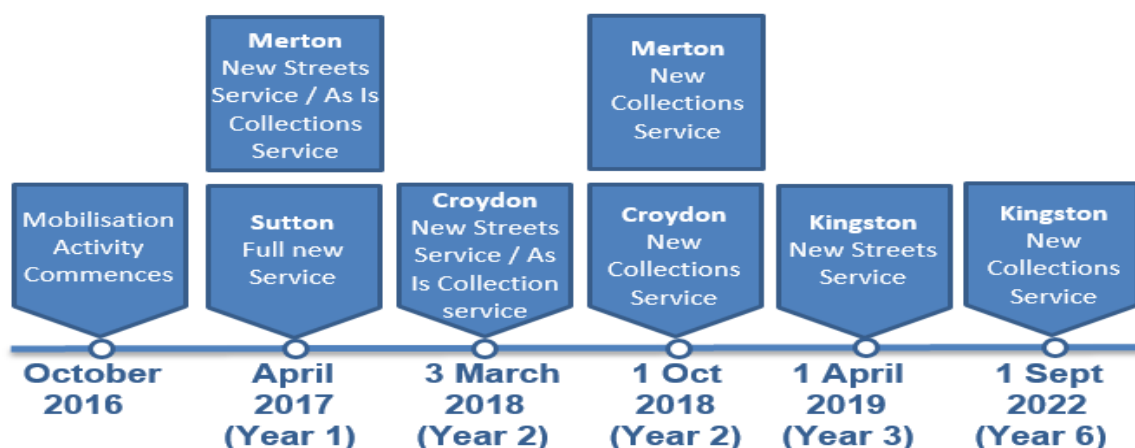 Merton
New Streets
Service / As Is
Collections
Service
Merton
New
Collections
Service
Mobilisation
Activity
Commences
Sutton
Full new
Service
Croydon
New Streets
Service / As
Is Collection
service
Croydon
New
Collections
Service
Kingston
New Streets
Service
Kingston
New
Collections
Service
October
2016
April
2017
(Year 1)
3 March
2018
(Year 2)
1 Oct
2018
(Year 2)
1 April
2019
(Year 3)
1 Sept
2022
(Year 6)